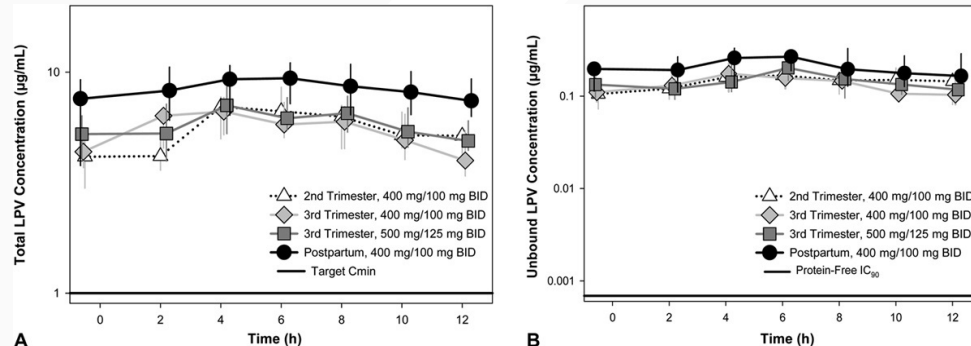 Total LPV Concentration (µg/mL)
10
1
2nd Trimester, 400 mg/100 mg BID
3rd Trimester, 400 mg/100 mg BID
3rd Trimester, 500 mg/125 mg BID
Postpartum, 400 mg/100 mg BID
Target Cmin
0 2 4 6 8 10 12
Time (h)
A
Unbound LPV Concentration (µg/mL)
0.1
0.01
0.001
2nd Trimester, 400 mg/100 mg BID
3rd Trimester, 400 mg/100 mg BID
3rd Trimester, 500 mg/125 mg BID
Postpartum, 400 mg/100 mg BID
Protein-Free IC₉₀
0 2 4 6 8 10 12
Time (h)
B